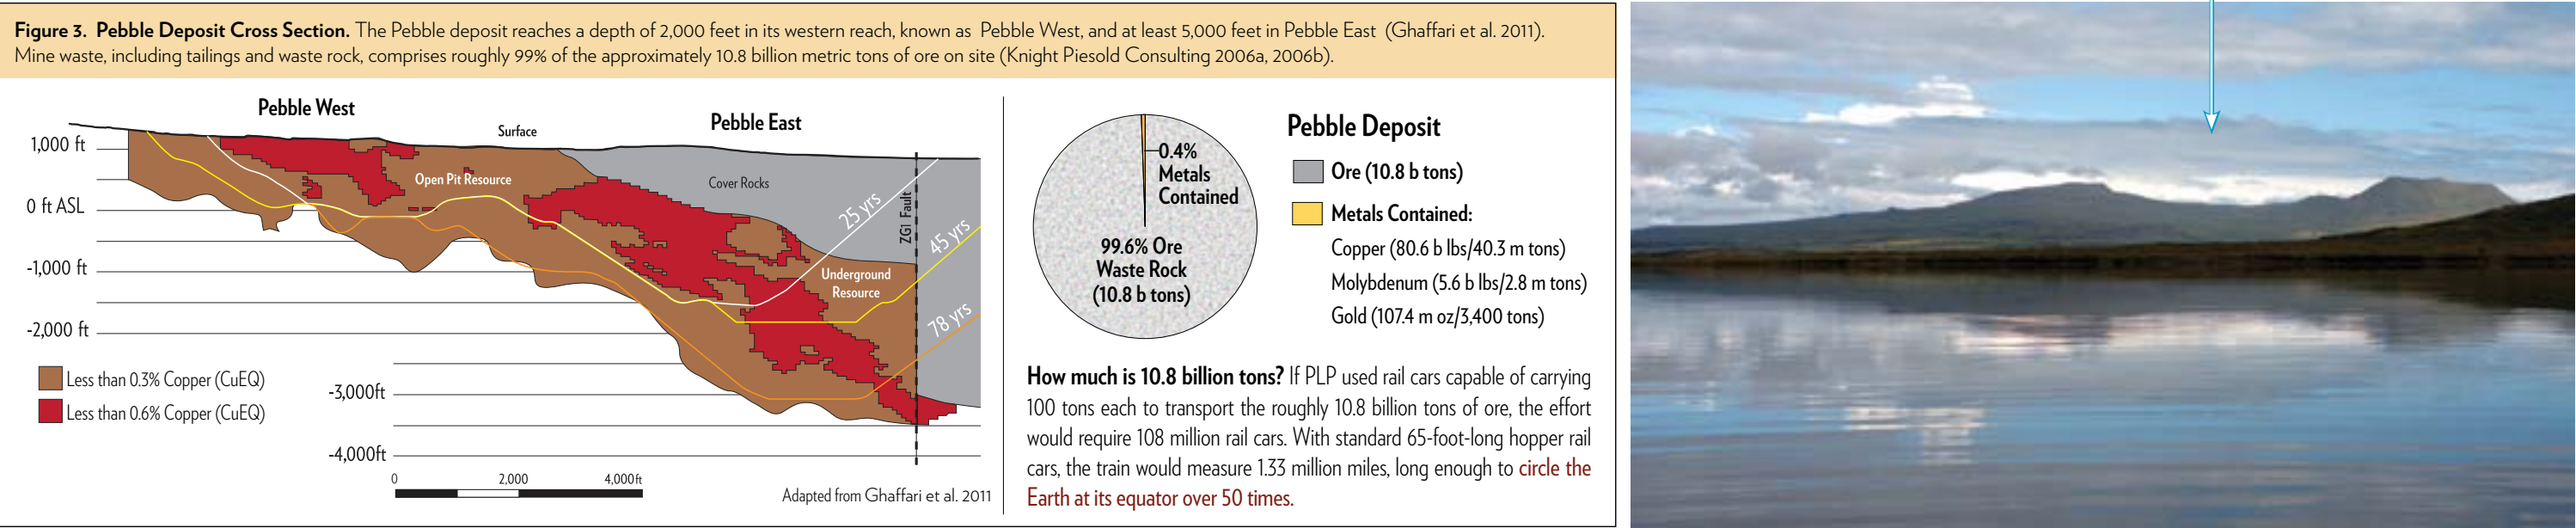 Figure 3. Pebble Deposit Cross Section. The Pebble deposit reaches a depth of 2,000 feet in its western reach, known as Pebble West, and at least 5,000 feet in Pebble East (Ghaffari et al. 2011).
Mine waste, including tailings and waste rock, comprises roughly 99% of the approximately 10.8 billion metric tons of ore on site (Knight Piesold Consulting 2006a, 2006b).
Pebble West
Surface
Pebble East
1,000 ft
0 ft ASL
-1,000 ft
-2,000 ft
-3,000ft
-4,000ft
Open Pit Resource
Cover Rocks
Underground
Resource
25 yrs
ZG1 Fault
45 yrs
78 yrs
Less than 0.3% Copper (CuEQ)
Less than 0.6% Copper (CuEQ)
0 2,000 4,000ft
Adapted from Ghaffari et al. 2011
0.4%
Metals
Contained
99.6% Ore
Waste Rock
(10.8 b tons)
Pebble Deposit
Ore (10.8 b tons)
Metals Contained:
Copper (80.6 b lbs/40.3 m tons)
Molybdenum (5.6 b lbs/2.8 m tons)
Gold (107.4 m oz/3,400 tons)
How much is 10.8 billion tons? If PLP used rail cars capable of carrying
100 tons each to transport the roughly 10.8 billion tons of ore, the effort
would require 108 million rail cars. With standard 65-foot-long hopper rail
cars, the train would measure 1.33 million miles, long enough to circle the
Earth at its equator over 50 times.